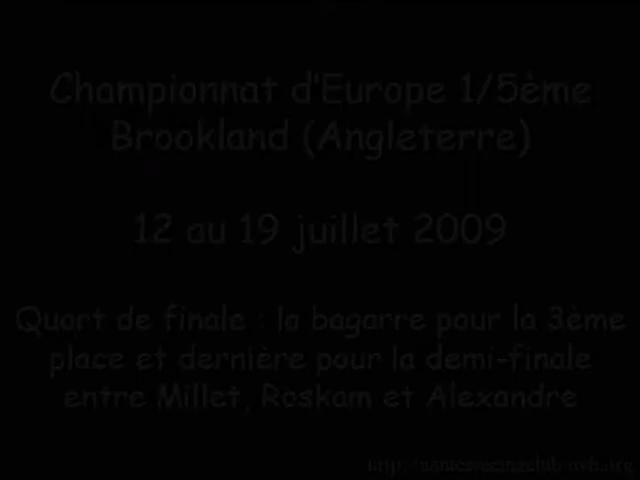 Championnat d'Europe 1/5ème
Brookland (Angleterre)
12 au 19 juillet 2009
Quart de finale : la bagarre pour la 3ème
place et dernière pour la demi-finale
entre Millet, Roskam et Alexandre